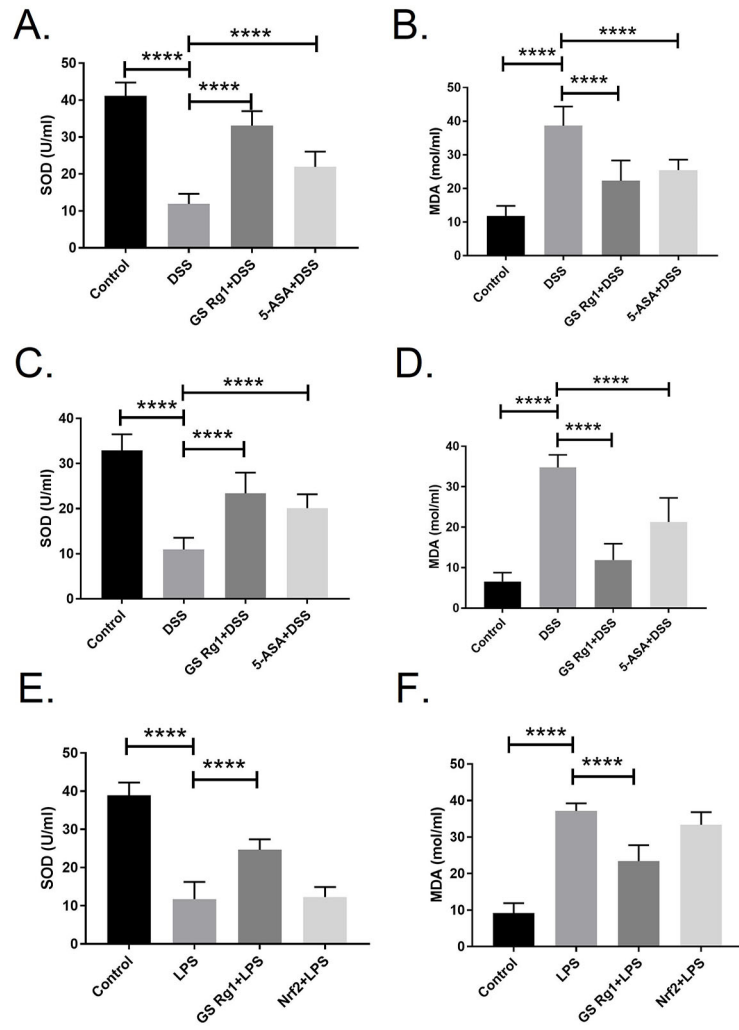 A.
****
****
****
SOD (U/ml)
50
40
30
20
10
0
Control
DSS
GS Rg1+DSS
5-ASA+DSS
B.
****
****
****
MDA (mol/ml)
50
40
30
20
10
0
Control
DSS
GS Rg1+DSS
5-ASA+DSS
C.
****
****
****
SOD (U/ml)
40
30
20
10
0
Control
DSS
GS Rg1+DSS
5-ASA+DSS
D.
****
****
****
MDA (mol/ml)
40
30
20
10
0
Control
DSS
GS Rg1+DSS
5-ASA+DSS
E.
****
****
SOD (U/ml)
50
40
30
20
10
0
Control
LPS
GS Rg1+LPS
Nrf2+LPS
F.
****
****
MDA (mol/ml)
50
40
30
20
10
0
Control
LPS
GS Rg1+LPS
Nrf2+LPS